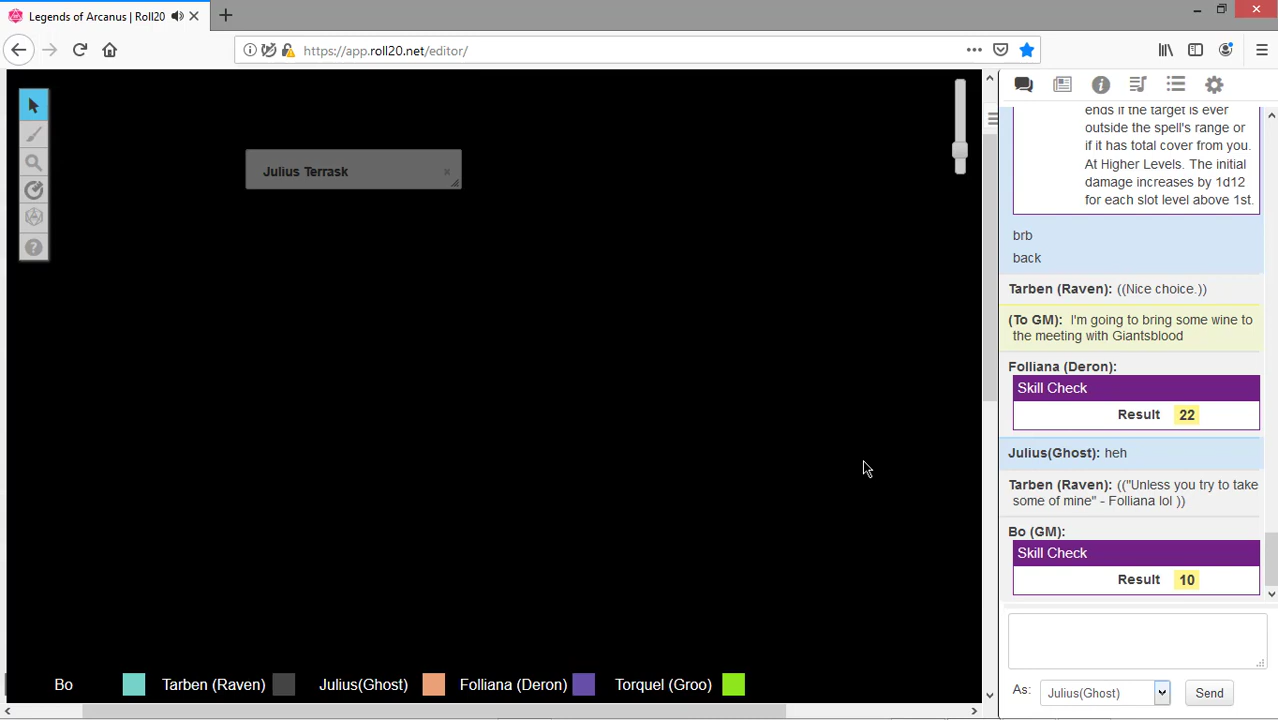 Legends of Arcanus | Roll20
https://app.roll20.net/editor/
Julius Terrask
ends if the target is ever
outside the spell's range or
if it has total cover from you.
At Higher Levels. The initial
damage increases by 1d12
for each slot level above 1st.
brb
back
Tarben (Raven): ((Nice choice.))
(To GM): I'm going to bring some wine to
the meeting with Giantsblood
Folliana (Deron):
Skill Check
Result 22
Julius(Ghost): heh
Tarben (Raven): (("Unless you try to take
some of mine" - Folliana lol ))
Bo (GM):
Skill Check
Result 10
Bo Tarben (Raven) Julius(Ghost) Folliana (Deron) Torquel (Groo)
As: Julius(Ghost) Send